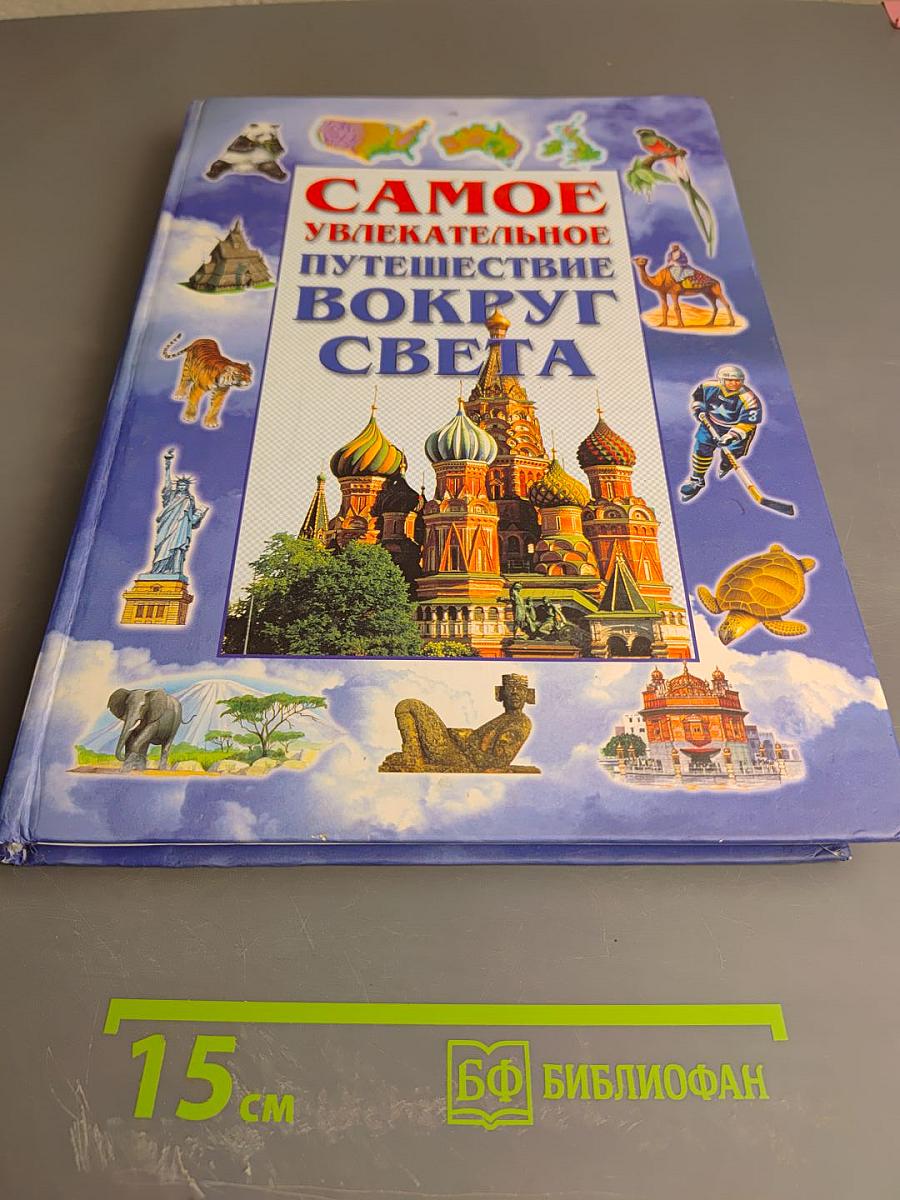 САМОЕ
УВЛЕКАТЕЛЬНОЕ
ПУТЕШЕСТВИЕ
ВОКРУГ
СВЕТА
15 см
БФ БИБЛИОФАН